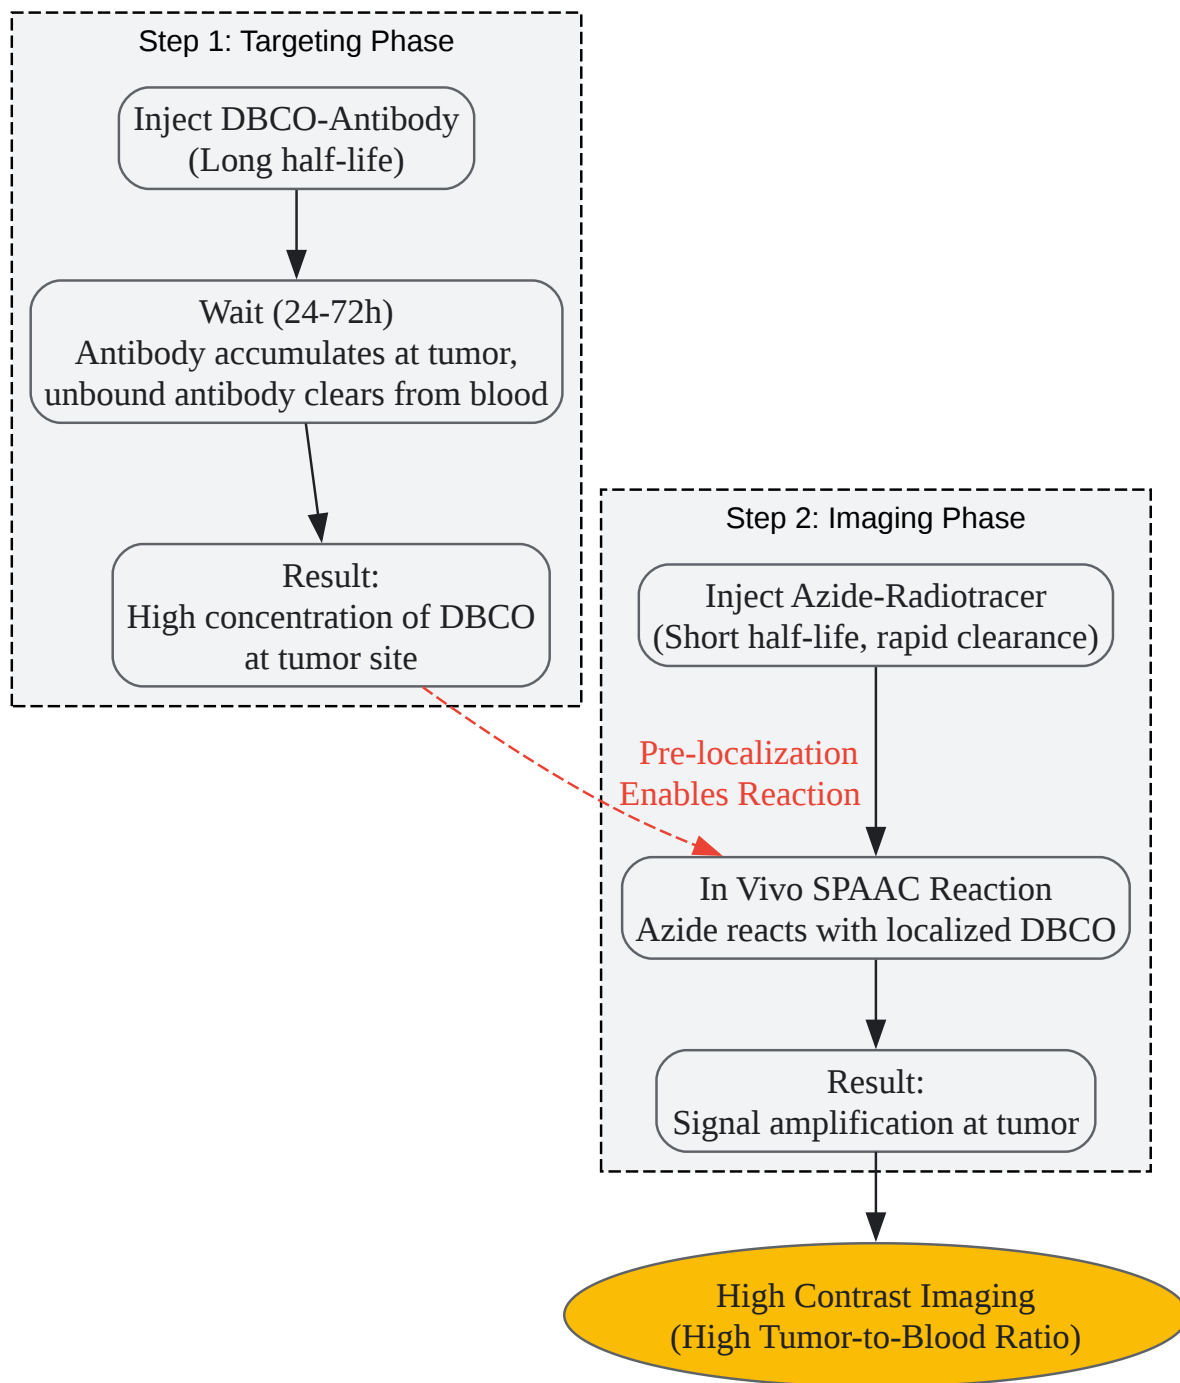 Step 1: Targeting Phase
Inject DBCO-Antibody
(Long half-life)
Wait (24-72h)
Antibody accumulates at tumor,
unbound antibody clears from blood
Result:
High concentration of DBCO
at tumor site
Step 2: Imaging Phase
Inject Azide-Radiotracer
(Short half-life, rapid clearance)
Pre-localization
Enables Reaction
In Vivo SPAAC Reaction
Azide reacts with localized DBCO
Result:
Signal amplification at tumor
High Contrast Imaging
(High Tumor-to-Blood Ratio)